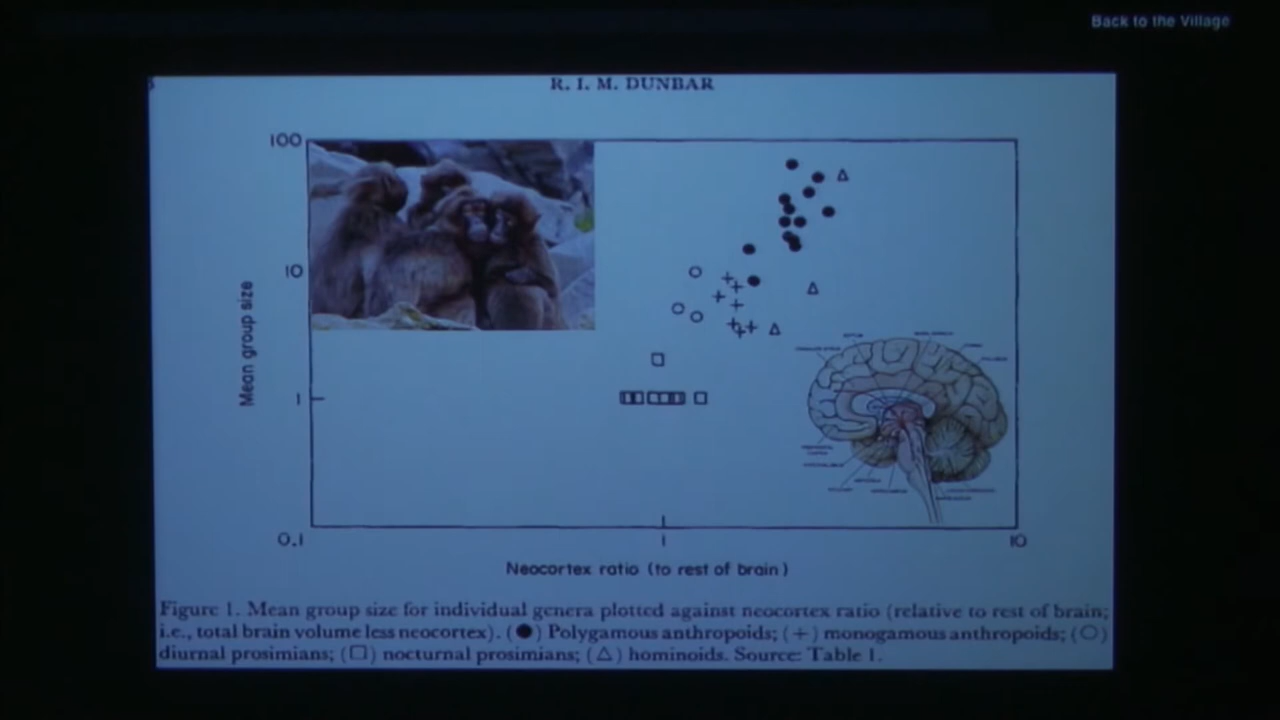 Back to the Village
R. I. M. DUNBAR
100
10
1
0.1
1
10
Mean group size
Neocortex ratio (to rest of brain)
Figure 1. Mean group size for individual genera plotted against neocortex ratio (relative to rest of brain;
i.e., total brain volume less neocortex). (●) Polygamous anthropoids; (+) monogamous anthropoids; (○)
diurnal prosimians; (□) nocturnal prosimians; (△) hominoids. Source: Table 1.